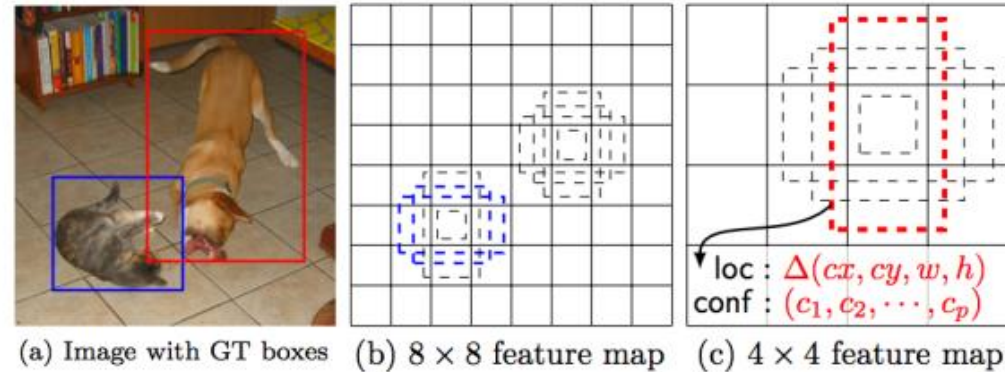 loc : Δ(cx, cy, w, h)
conf : (c₁, c₂, ⋯, cₚ)
(a) Image with GT boxes
(b) 8 × 8 feature map
(c) 4 × 4 feature map